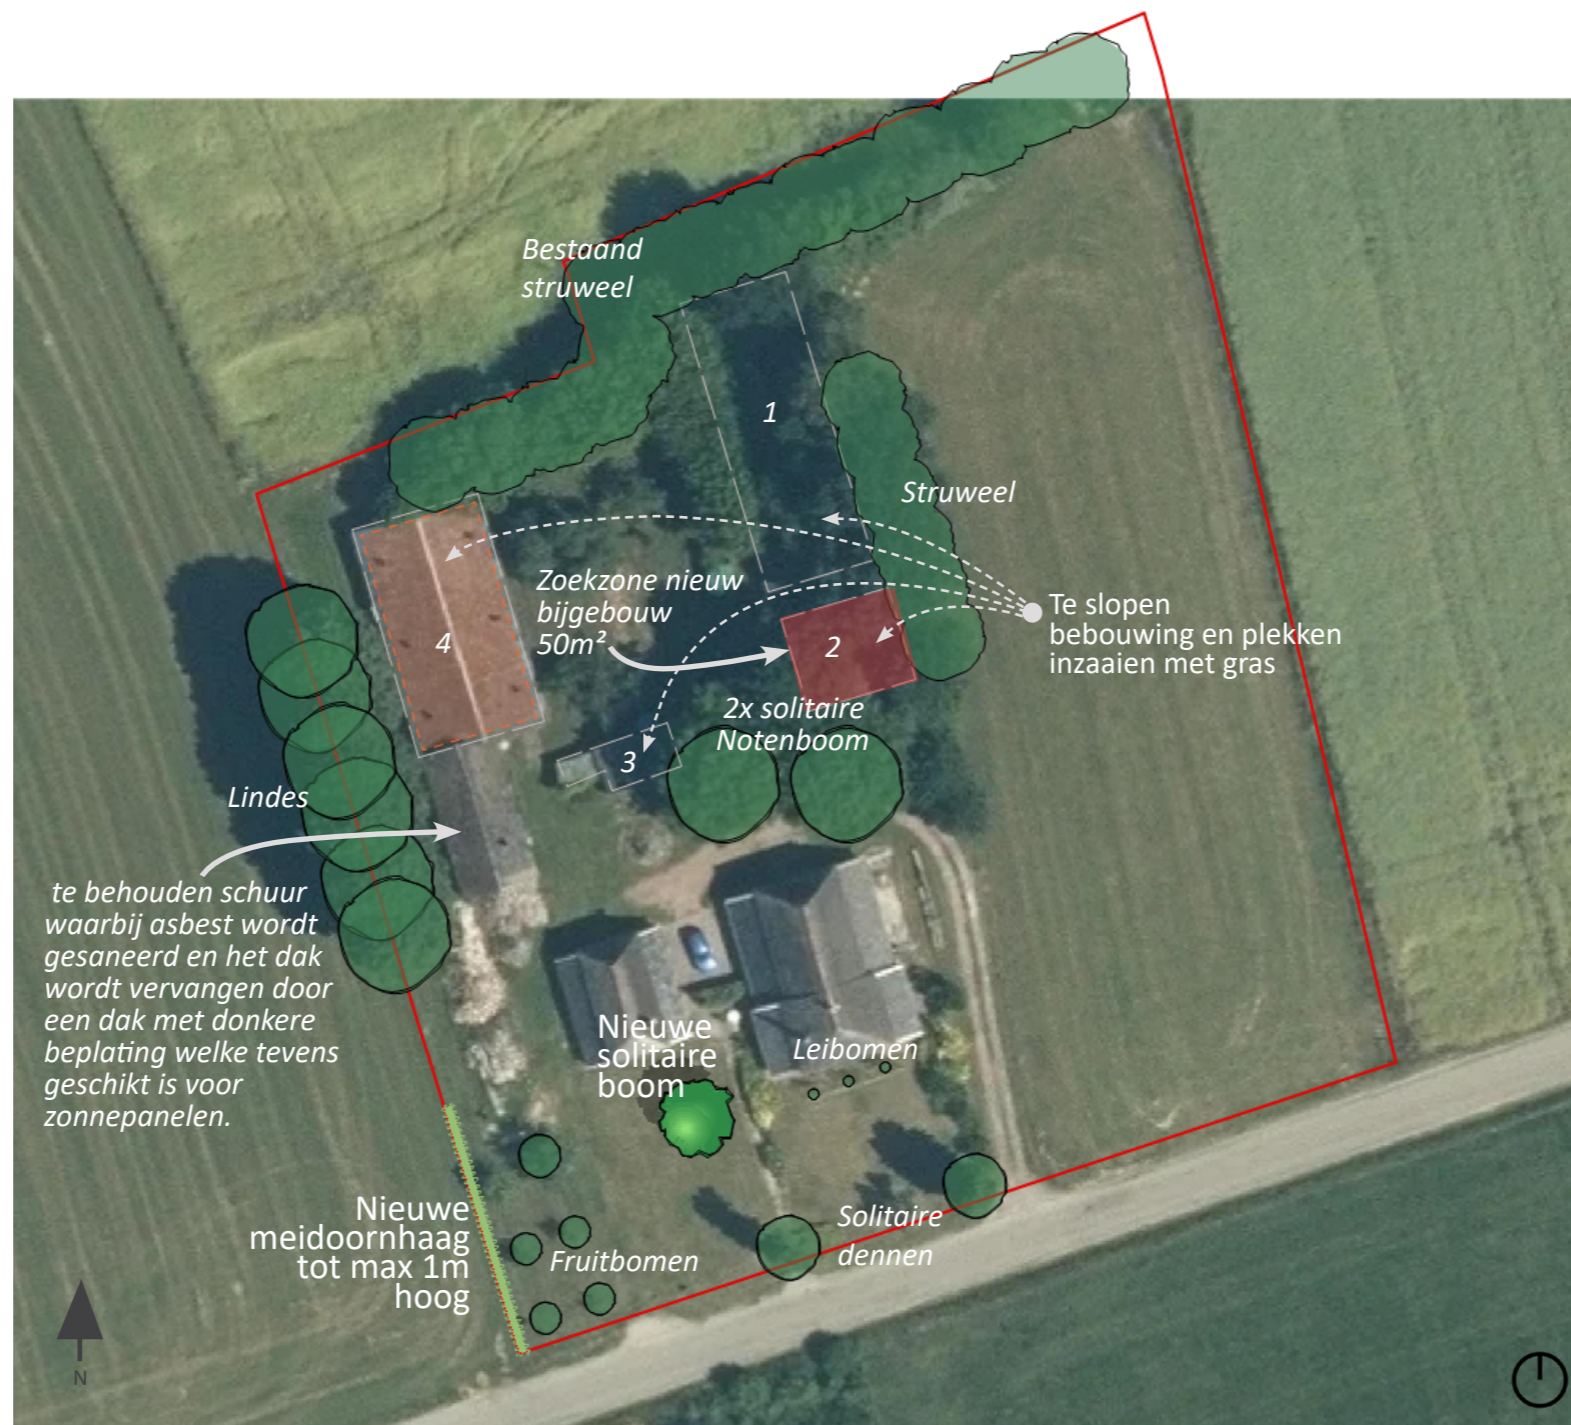 Bestaand
struweel
1
Struweel
Zoekzone nieuw
bijgebouw
50m²
Te slopen
bebouwing en plekken
inzaaien met gras
4
2
2x solitaire
Notenboom
3
Lindes
te behouden schuur
waarbij asbest wordt
gesaneerd en het dak
wordt vervangen door
een dak met donkere
beplating welke tevens
geschikt is voor
zonnepanelen.
Nieuwe
solitaire
boom
Leibomen
Nieuwe
meidoornhaag
tot max 1m
hoog
Fruitbomen
Solitaire
dennen
N